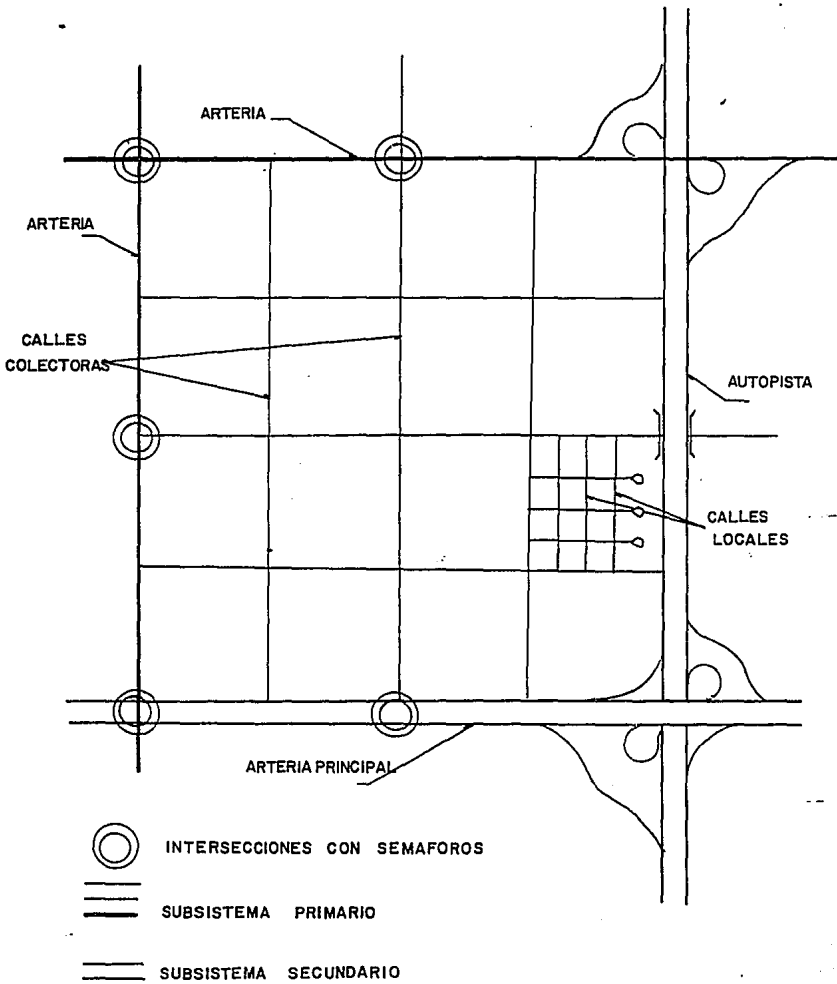 ARTERIA
ARTERIA
CALLES
COLECTORAS
AUTOPISTA
CALLES
LOCALES
ARTERIA PRINCIPAL
INTERSECCIONES CON SEMAFOROS
SUBSISTEMA PRIMARIO
SUBSISTEMA SECUNDARIO